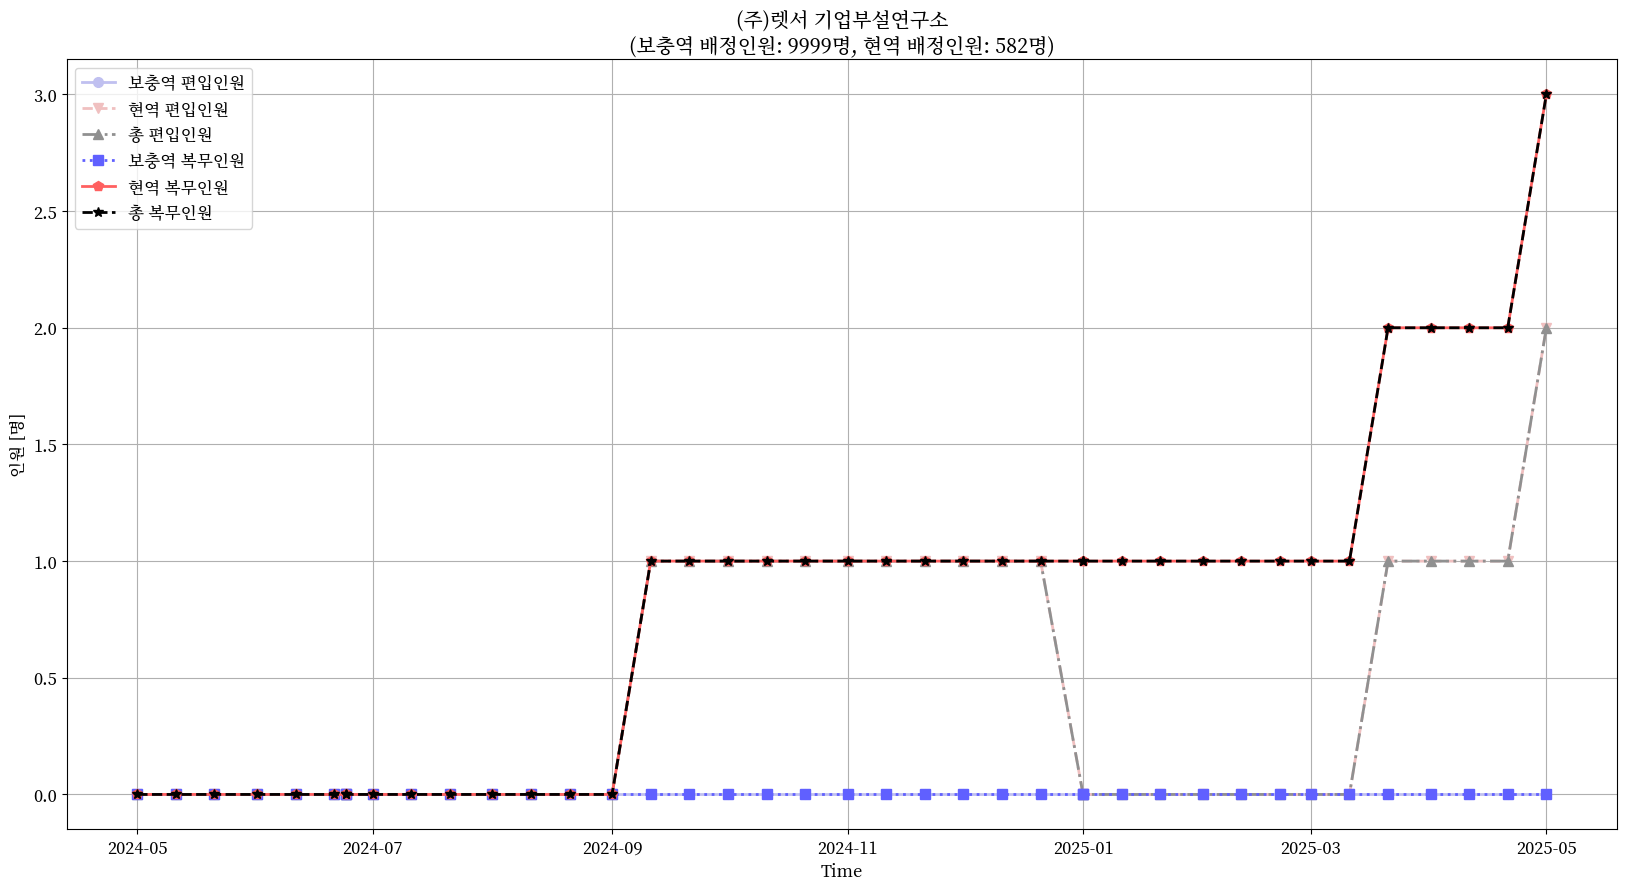 (주)렛서 기업부설연구소
(보충역 배정인원: 9999명, 현역 배정인원: 582명)
보충역 편입인원
현역 편입인원
총 편입인원
보충역 복무인원
현역 복무인원
총 복무인원
인원 [명]
3.0
2.5
2.0
1.5
1.0
0.5
0.0
2024-05
2024-07
2024-09
2024-11
2025-01
2025-03
2025-05
Time